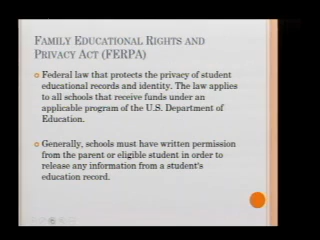 FAMILY EDUCATIONAL RIGHTS AND
PRIVACY ACT (FERPA)
Federal law that protects the privacy of student
educational records and identity. The law applies
to all schools that receive funds under an
applicable program of the U.S. Department of
Education.
Generally, schools must have written permission
from the parent or eligible student in order to
release any information from a student's
education record.